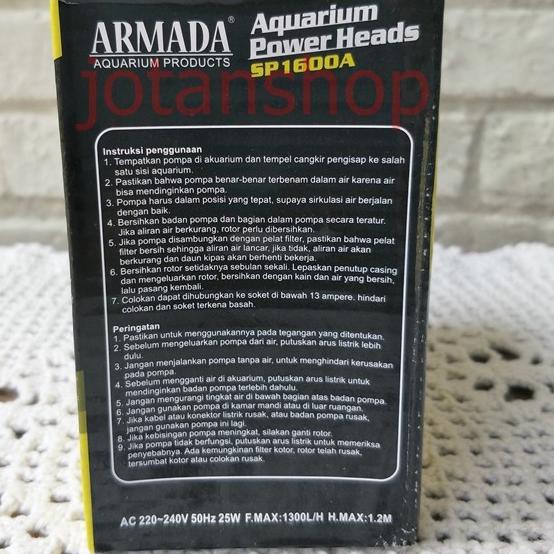 ARMADA®
AQUARIUM PRODUCTS
Aquarium
Power Heads
SP1600A
jotanshop
Instruksi penggunaan
1. Tempatkan pompa di akuarium dan tempel cangkir pengisap ke salah
satu sisi aquarium.
2. Pastikan bahwa pompa benar-benar terbenam dalam air karena air
bisa mendinginkan pompa.
3. Pompa harus dalam posisi yang tepat, supaya sirkulasi air berjalan
dengan baik.
4. Bersihkan badan pompa dan bagian dalam pompa secara teratur.
Jika aliran air berkurang, rotor perlu dibersihkan.
5. Jika pompa disambungkan dengan pelat filter, pastikan bahwa pelat
filter bersih sehingga aliran air lancar, jika tidak, aliran air akan
berkurang dan daun kipas akan berhenti bekerja.
6. Bersihkan rotor setidaknya sebulan sekali. Lepaskan penutup casing
dan mengeluarkan rotor, bersihkan dengan kain dan air yang bersih,
lalu pasang kembali.
7. Colokan dapat dihubungkan ke soket di bawah 13 ampere. hindari
colokan dan soket terkena basah.
Peringatan
1. Pastikan untuk menggunakannya pada tegangan yang ditentukan.
2. Sebelum mengeluarkan pompa dari air, putuskan arus listrik lebih
dulu.
3. Jangan menjalankan pompa tanpa air, untuk menghindari kerusakan
pada pompa.
4. Sebelum mengganti air di akuarium, putuskan arus listrik untuk
mendinginkan badan pompa terlebih dahulu.
5. Jangan mengurangi tingkat air di bawah bagian atas badan pompa.
6. Jangan gunakan pompa di kamar mandi atau di luar ruangan.
7. Jika kabel atau konektor listrik rusak, atau badan pompa rusak,
jangan gunakan pompa ini lagi.
8. Jika kebisingan pompa meningkat, silakan ganti rotor.
9. Jika pompa tidak berfungsi, putuskan arus listrik untuk memeriksa
penyebabnya. Ada kemungkinan filter kotor, rotor telah rusak,
tersumbat kotor atau colokan rusak.
AC 220~240V 50Hz 25W F.MAX:1300L/H H.MAX:1.2M